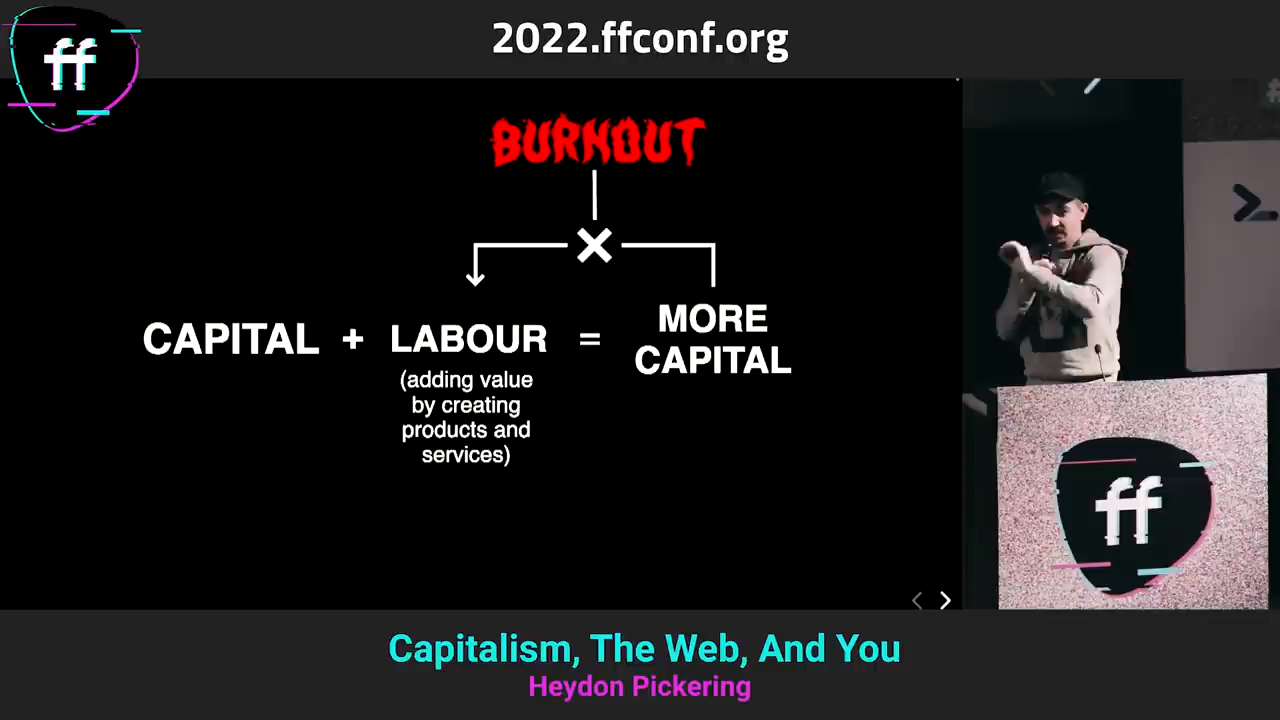 2022.ffconf.org
ff
BURNOUT
CAPITAL + LABOUR = MORE CAPITAL
(adding value
by creating
products and
services)
ff
Capitalism, The Web, And You
Heydon Pickering